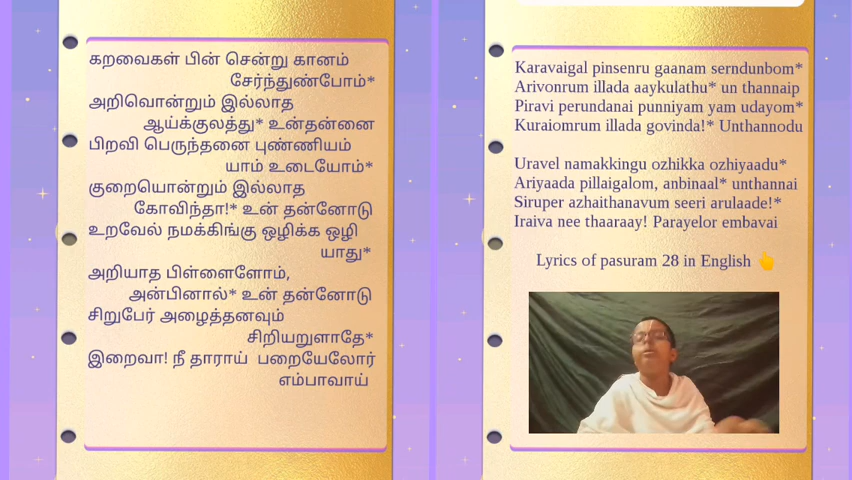 கறவைகள் பின் சென்று கானம்
சேர்ந்துண்போம்*
அறிவொன்றும் இல்லாத
ஆய்க்குலத்து* உன்தன்னை
பிறவி பெருந்தனை புண்ணியம்
யாம் உடையோம்*
குறையொன்றும் இல்லாத
கோவிந்தா!* உன் தன்னோடு
உறவேல் நமக்கிங்கு ஒழிக்க ஒழி
யாது*
அறியாத பிள்ளைளோம்,
அன்பினால்* உன் தன்னோடு
சிறுபேர் அழைத்தனவும்
சிறியறுளாதே*
இறைவா! நீ தாராய் பறையேலோர்
எம்பாவாய்
Karavaigal pinsenru gaanam serndunbom*
Arivonrum illada aaykulathu* un thannaip
Piravi perundanai punniyam yam udayom*
Kuraiomrum illada govinda!* Unthannodu
Uravel namakkingu ozhikka ozhiyaadu*
Ariyaada pillaigalom, anbinaal* unthannai
Siruper azhaithanavum seeri arulaade!*
Iraiva nee thaaraay! Parayelor embavai
Lyrics of pasuram 28 in English 👆